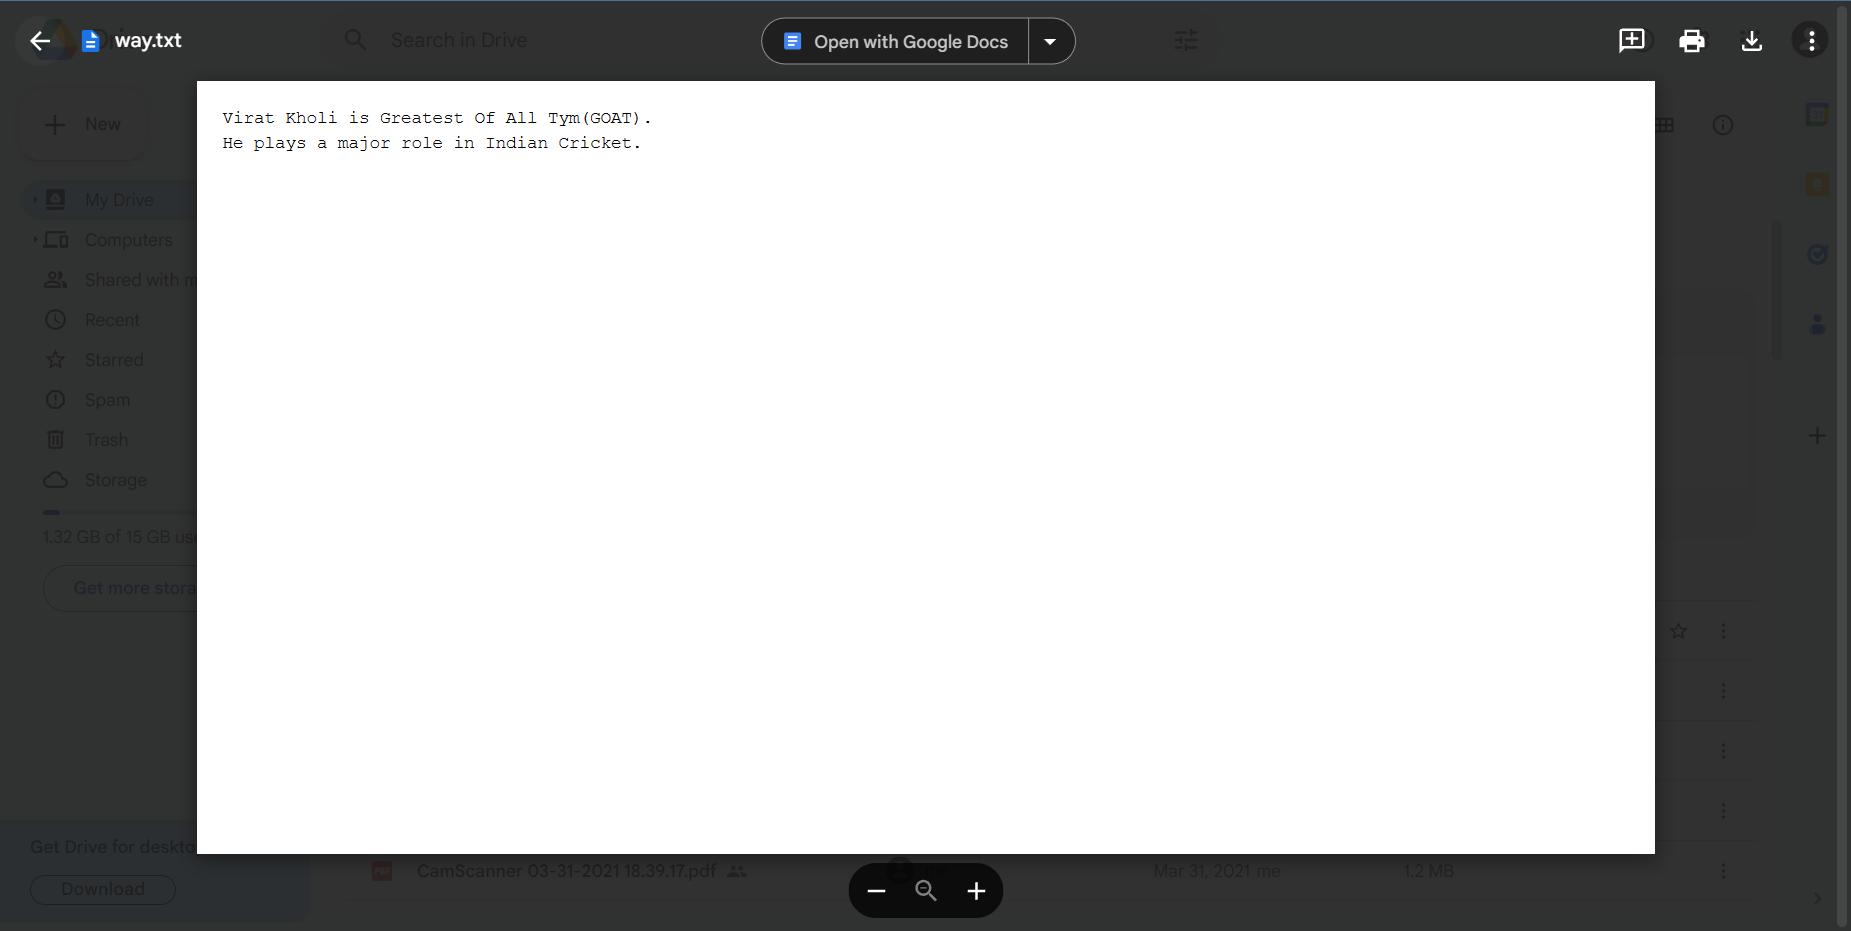 way.txt
Search in Drive
Open with Google Docs
New
Virat Kholi is Greatest Of All Tym(GOAT).
He plays a major role in Indian Cricket.
My Drive
Computers
Shared with m
Recent
Starred
Spam
Trash
Storage
1.32 GB of 15 GB us
Get more stora
Get Drive for deskto
Download
CamScanner 03-31-2021 18.39.17.pdf
Mar 31, 2021 me
1.2 MB